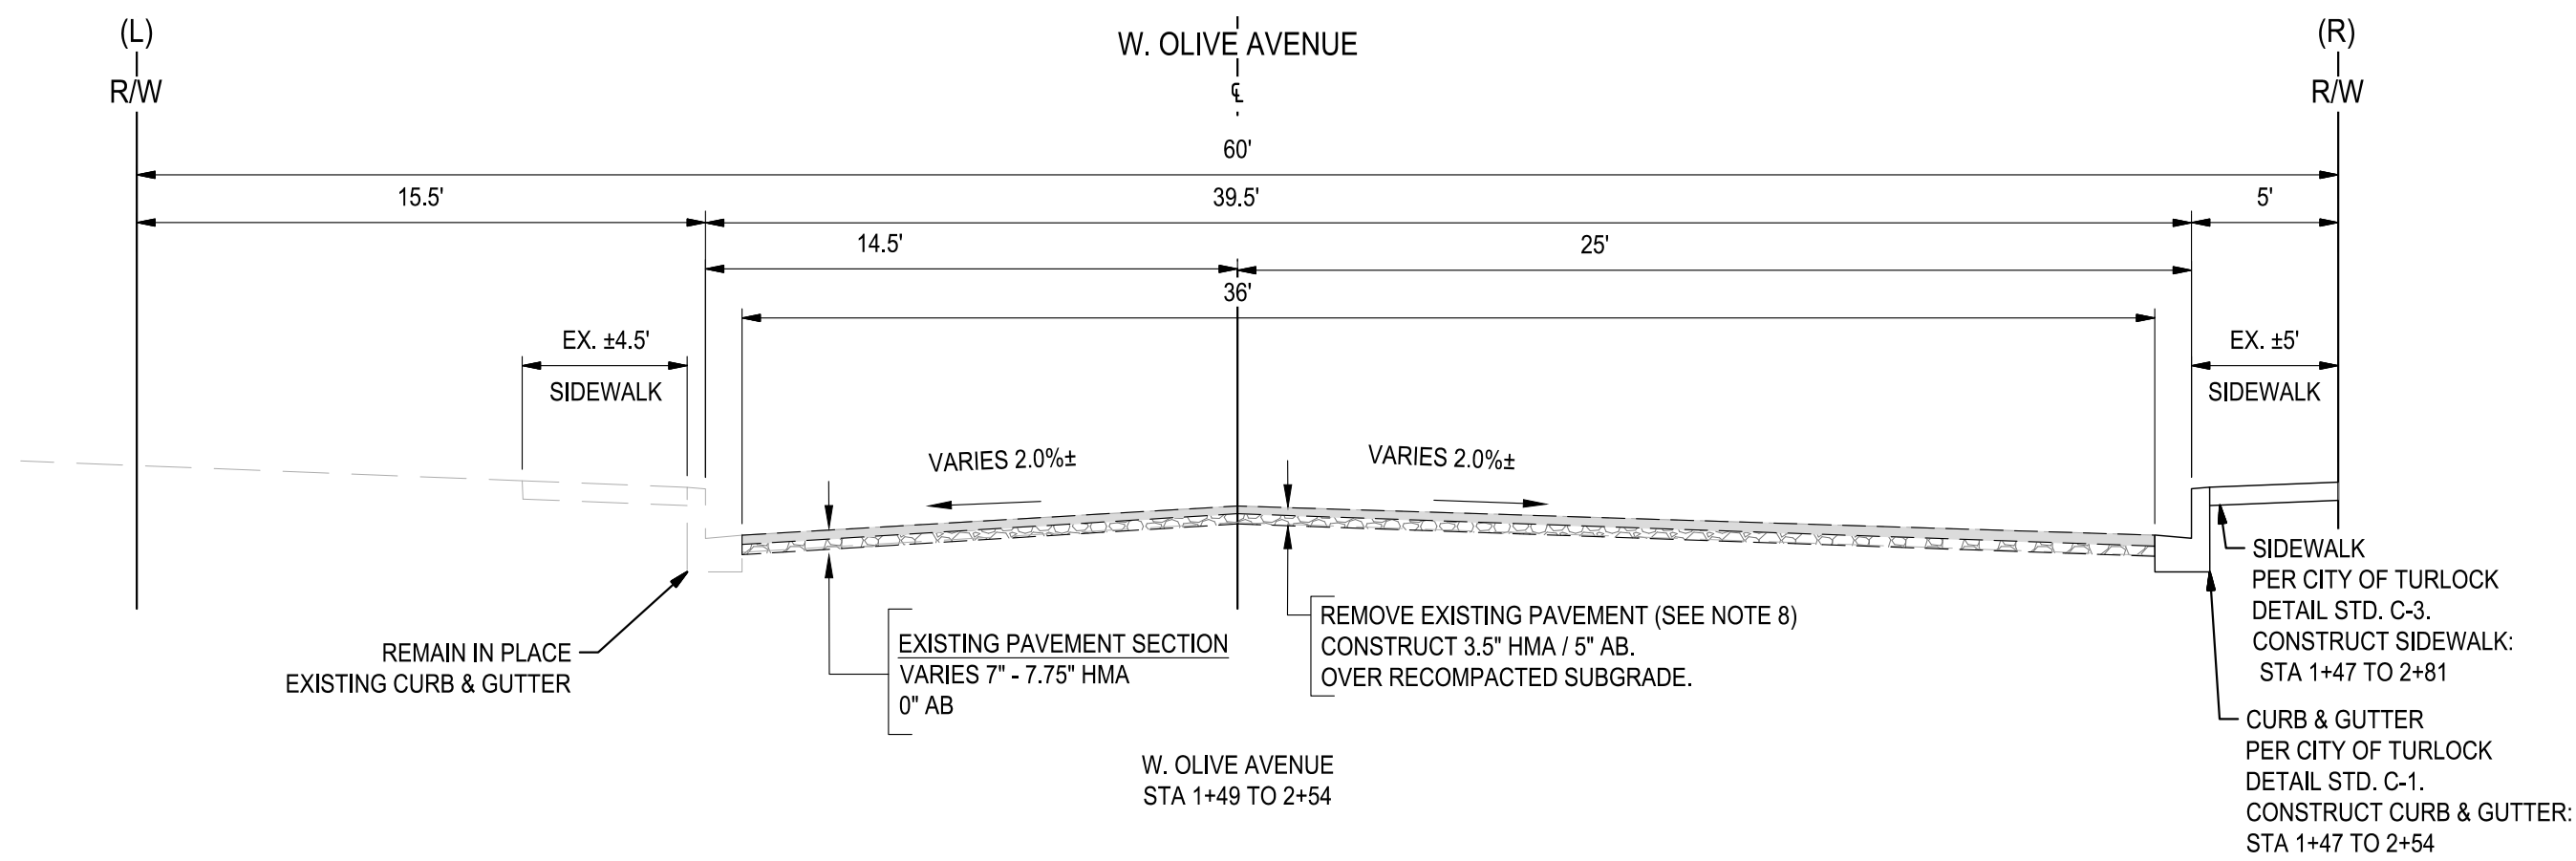 (L)
R/W
W. OLIVE AVENUE
℄
(R)
R/W
60'
15.5'
39.5'
5'
14.5'
25'
36'
EX. ±4.5'
SIDEWALK
EX. ±5'
SIDEWALK
VARIES 2.0%±
VARIES 2.0%±
REMAIN IN PLACE
EXISTING CURB & GUTTER
EXISTING PAVEMENT SECTION
VARIES 7" - 7.75" HMA
0" AB
REMOVE EXISTING PAVEMENT (SEE NOTE 8)
CONSTRUCT 3.5" HMA / 5" AB.
OVER RECOMPACTED SUBGRADE.
SIDEWALK
PER CITY OF TURLOCK
DETAIL STD. C-3.
CONSTRUCT SIDEWALK:
STA 1+47 TO 2+81
CURB & GUTTER
PER CITY OF TURLOCK
DETAIL STD. C-1.
CONSTRUCT CURB & GUTTER:
STA 1+47 TO 2+54
W. OLIVE AVENUE
STA 1+49 TO 2+54